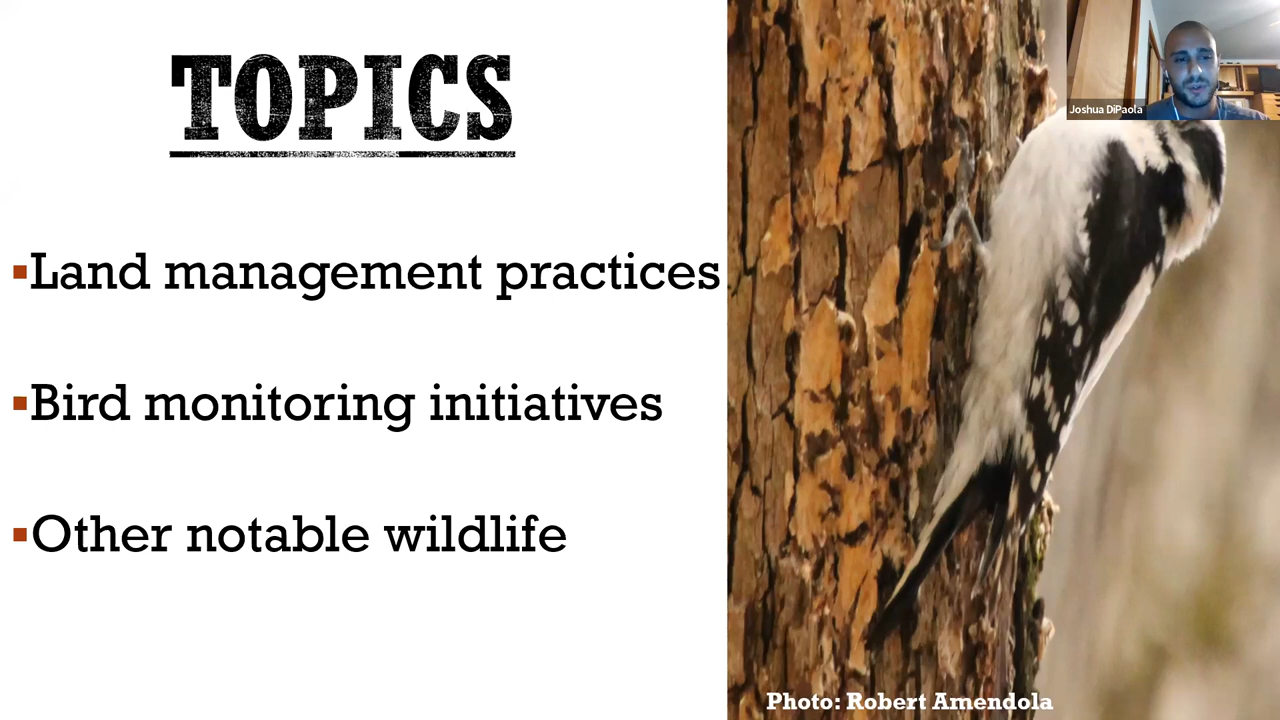 TOPICS
Joshua DiPaola
▪Land management practices
▪Bird monitoring initiatives
▪Other notable wildlife
Photo: Robert Amendola